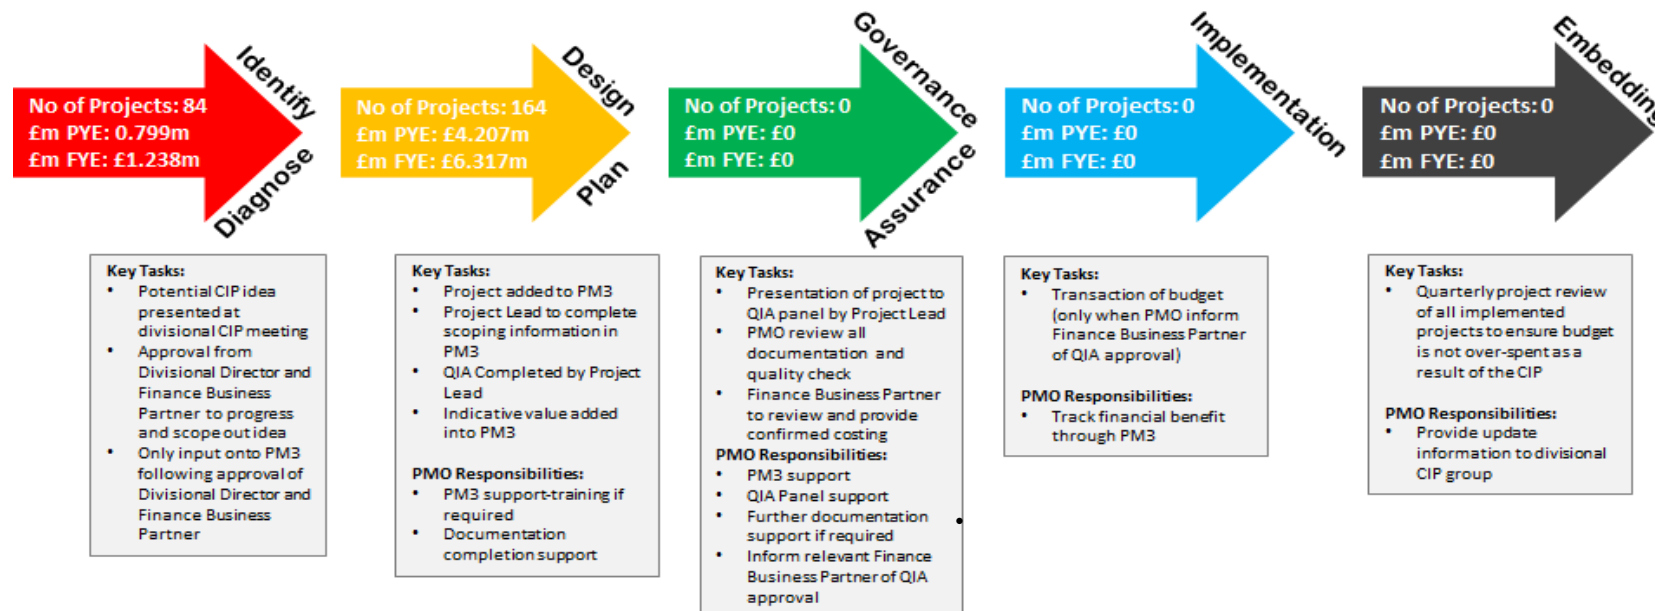 Identify
No of Projects: 84
£m PYE: 0.799m
£m FYE: £1.238m
Diagnose
Design
No of Projects: 164
£m PYE: £4.207m
£m FYE: £6.317m
Plan
Governance
No of Projects: 0
£m PYE: £0
£m FYE: £0
Assurance
Implementation
No of Projects: 0
£m PYE: £0
£m FYE: £0
Embedding
No of Projects: 0
£m PYE: £0
£m FYE: £0
Key Tasks:
• Potential CIP idea
presented at
divisional CIP meeting
• Approval from
Divisional Director and
Finance Business
Partner to progress
and scope out idea
• Only input onto PM3
following approval of
Divisional Director and
Finance Business
Partner
Key Tasks:
• Project added to PM3
• Project Lead to complete
scoping information in
PM3
• QIA Completed by Project
Lead
• Indicative value added
into PM3
PMO Responsibilities:
• PM3 support-training if
required
• Documentation
completion support
Key Tasks:
• Presentation of project to
QIA panel by Project Lead
• PMO review all
documentation and
quality check
• Finance Business Partner
to review and provide
confirmed costing
PMO Responsibilities:
• PM3 support
• QIA Panel support
• Further documentation
support if required
• Inform relevant Finance
Business Partner of QIA
approval
Key Tasks:
• Transaction of budget
(only when PMO inform
Finance Business Partner
of QIA approval)
PMO Responsibilities:
• Track financial benefit
through PM3
Key Tasks:
• Quarterly project review
of all implemented
projects to ensure budget
is not over-spent as a
result of the CIP
PMO Responsibilities:
• Provide update
information to divisional
CIP group